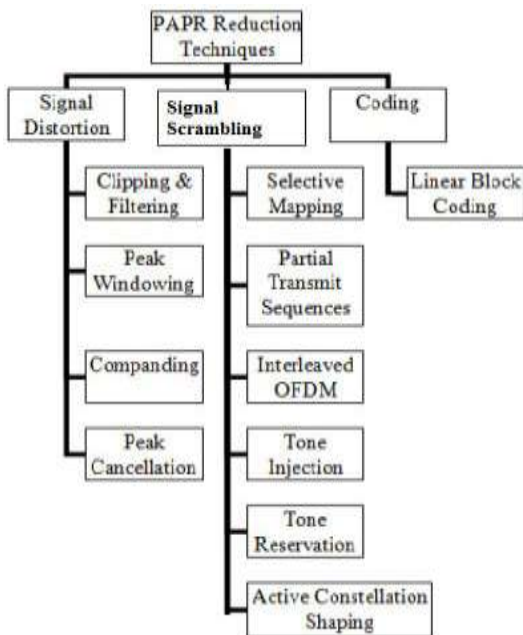 PAPR Reduction
Techniques
Signal
Distortion
Signal
Scrambling
Coding
Clipping &
Filtering
Peak
Windowing
Companding
Peak
Cancellation
Selective
Mapping
Partial
Transmit
Sequences
Interleaved
OFDM
Tone
Injection
Tone
Reservation
Active Constellation
Shaping
Linear Block
Coding